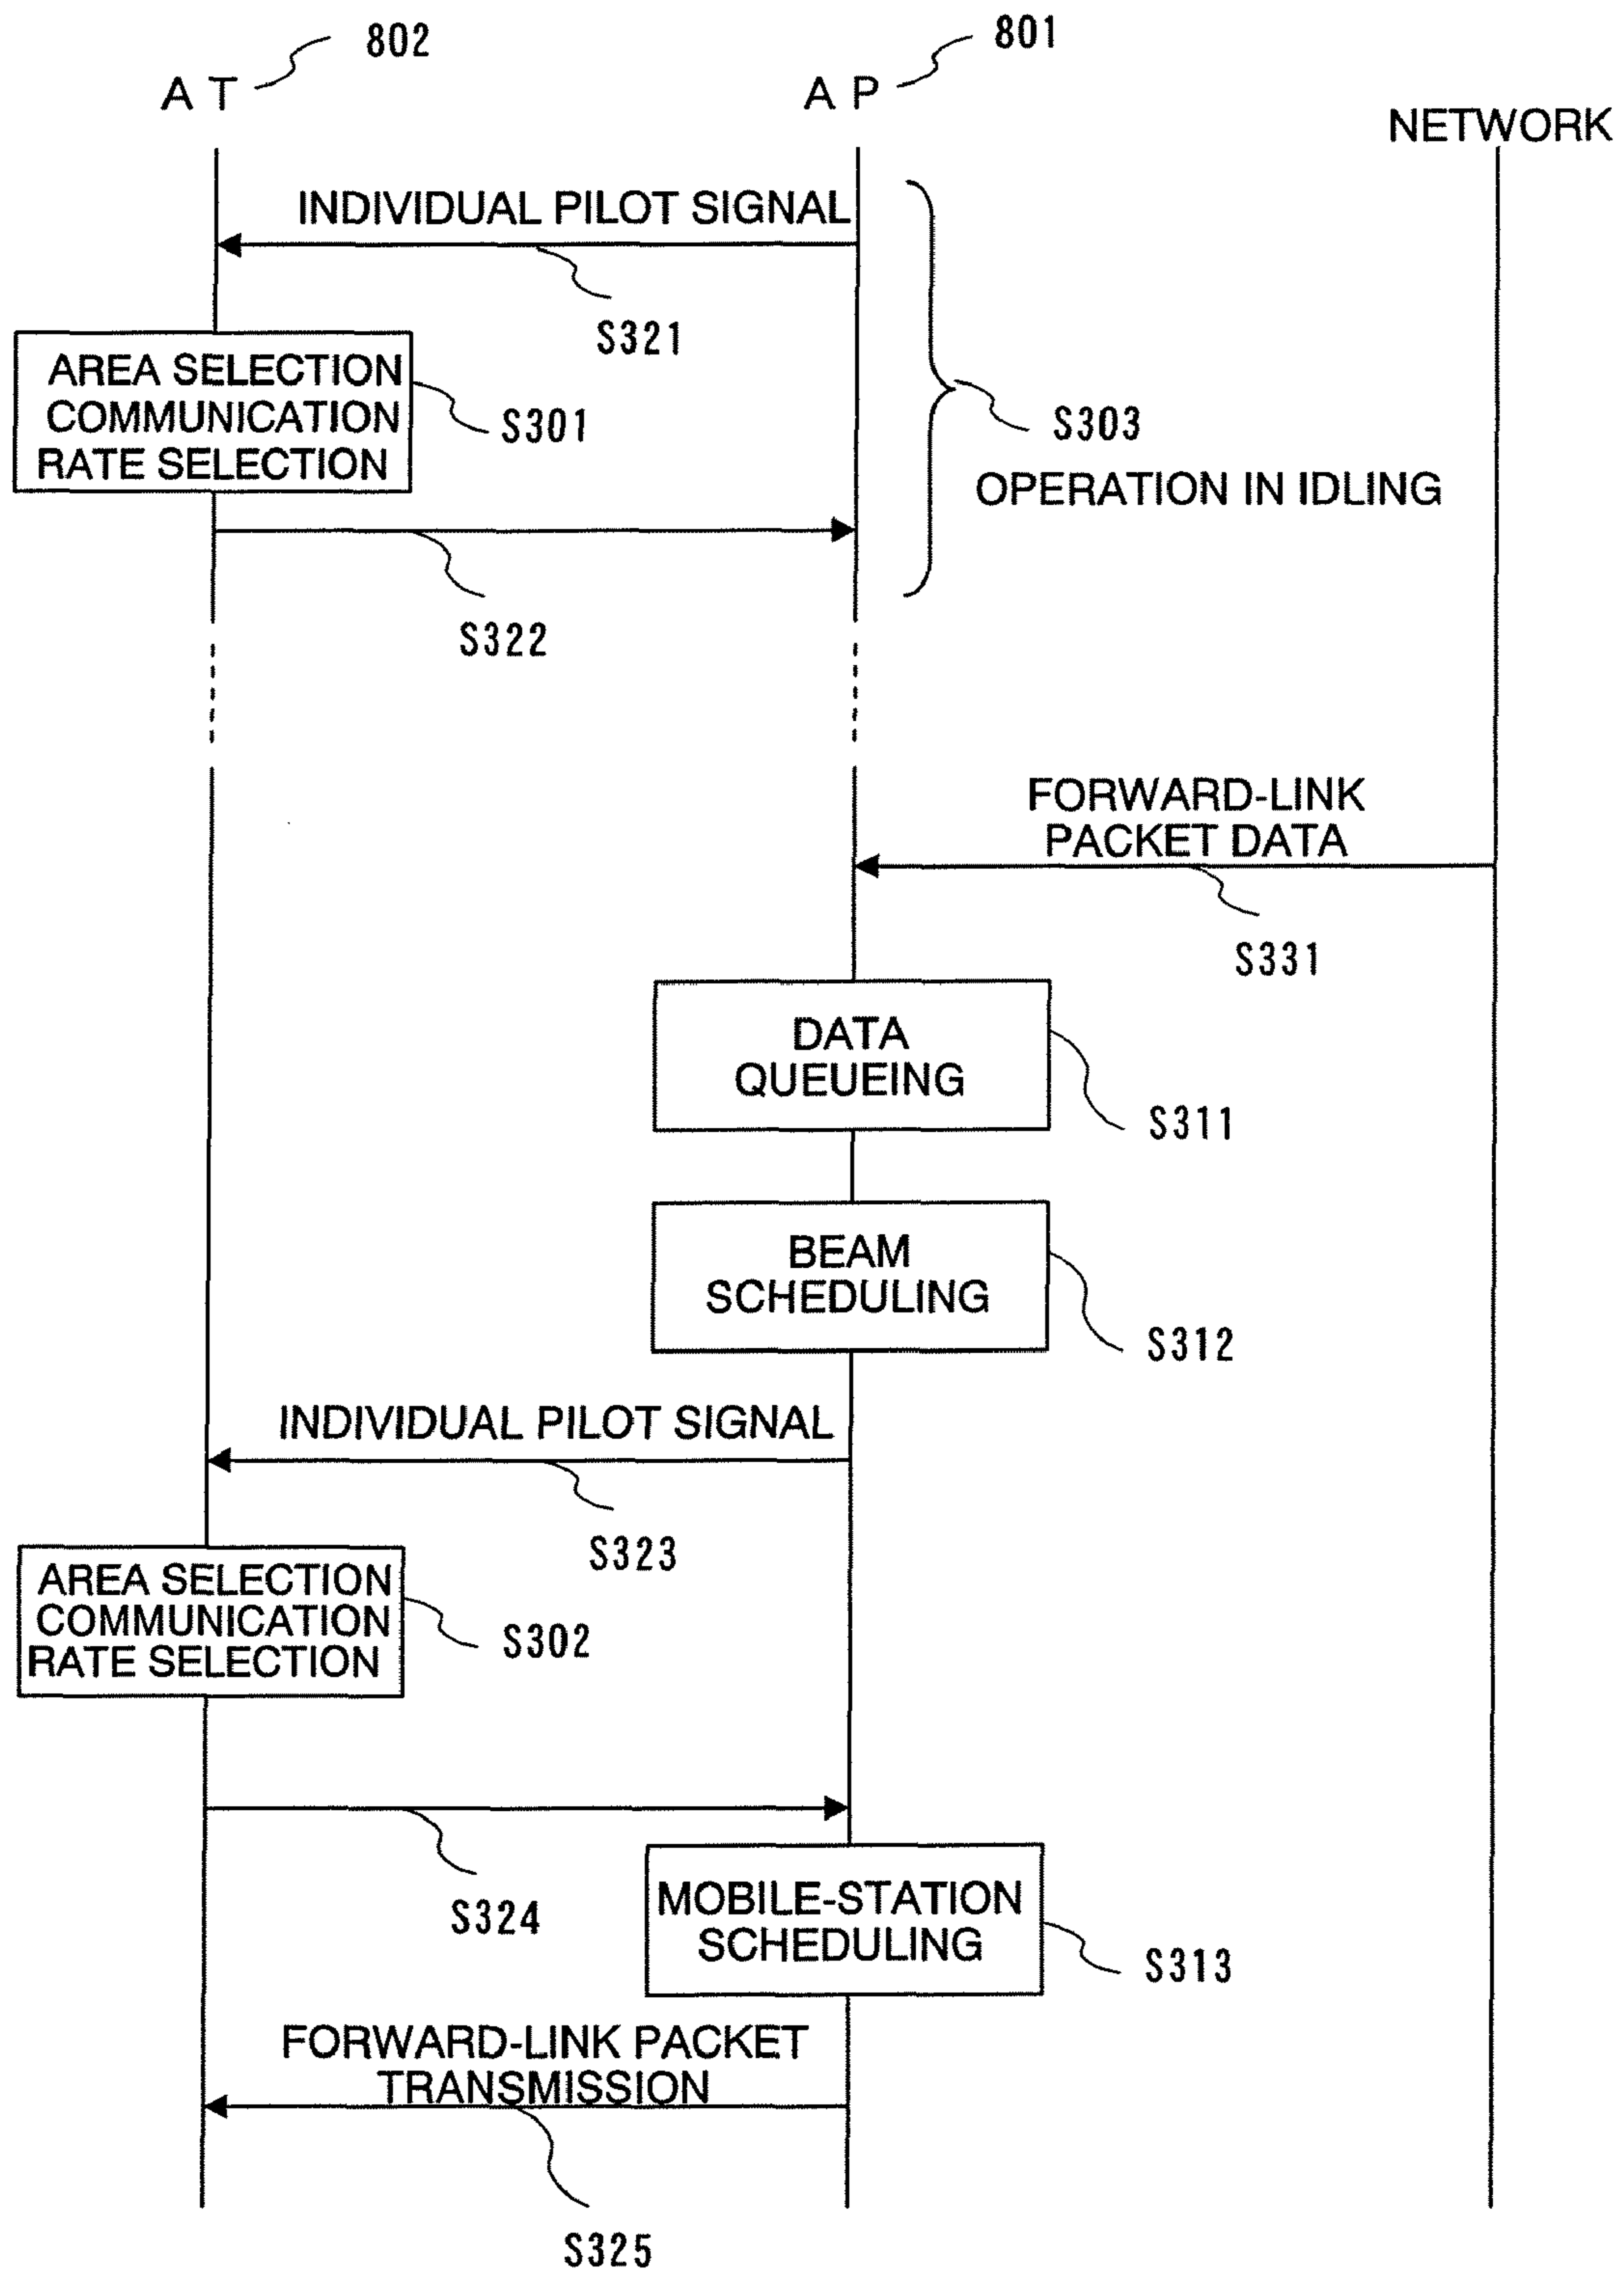 802
801
A T
A P
NETWORK
INDIVIDUAL PILOT SIGNAL
S321
AREA SELECTION
COMMUNICATION
RATE SELECTION
S301
S303
OPERATION IN IDLING
S322
FORWARD-LINK
PACKET DATA
S331
DATA
QUEUEING
S311
BEAM
SCHEDULING
S312
INDIVIDUAL PILOT SIGNAL
S323
AREA SELECTION
COMMUNICATION
RATE SELECTION
S302
S324
MOBILE-STATION
SCHEDULING
S313
FORWARD-LINK PACKET
TRANSMISSION
S325